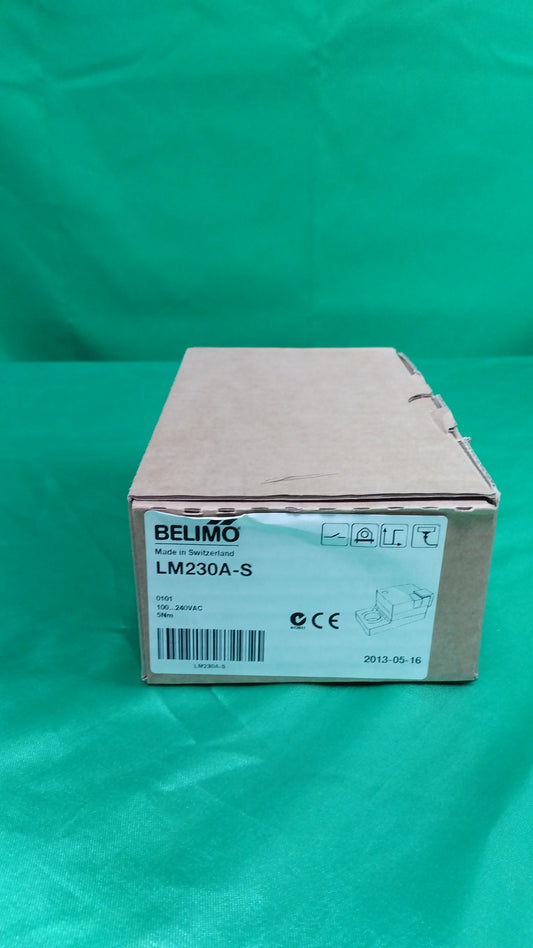 BELIMO
Made in Switzerland
LM230A-S
0101
100...240VAC
5Nm
CE
LM230A-S
2013-05-16